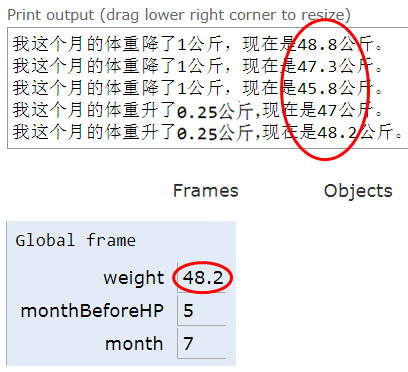 Print output (drag lower right corner to resize)
我这个月的体重降了1公斤，现在是48.8公斤。
我这个月的体重降了1公斤，现在是47.3公斤。
我这个月的体重降了1公斤，现在是45.8公斤。
我这个月的体重升了0.25公斤,现在是47公斤。
我这个月的体重升了0.25公斤,现在是48.2公斤。
Frames Objects
Global frame
weight 48.2
monthBeforeHP 5
month 7